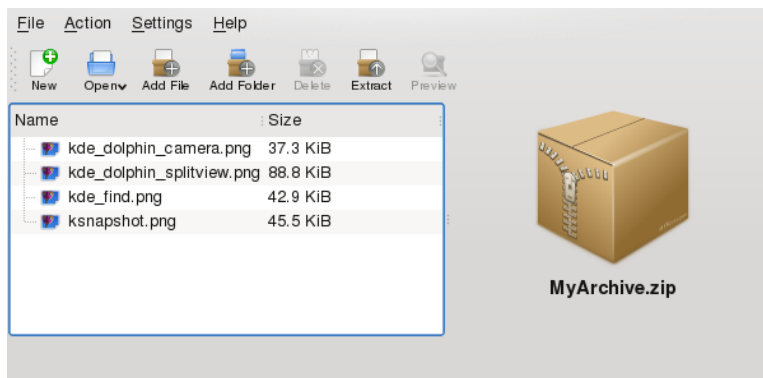 File Action Settings Help
New Open Add File Add Folder Delete Extract Preview
Name Size
kde_dolphin_camera.png 37.3 KiB
kde_dolphin_splitview.png 88.8 KiB
kde_find.png 42.9 KiB
ksnapshot.png 45.5 KiB
MyArchive.zip